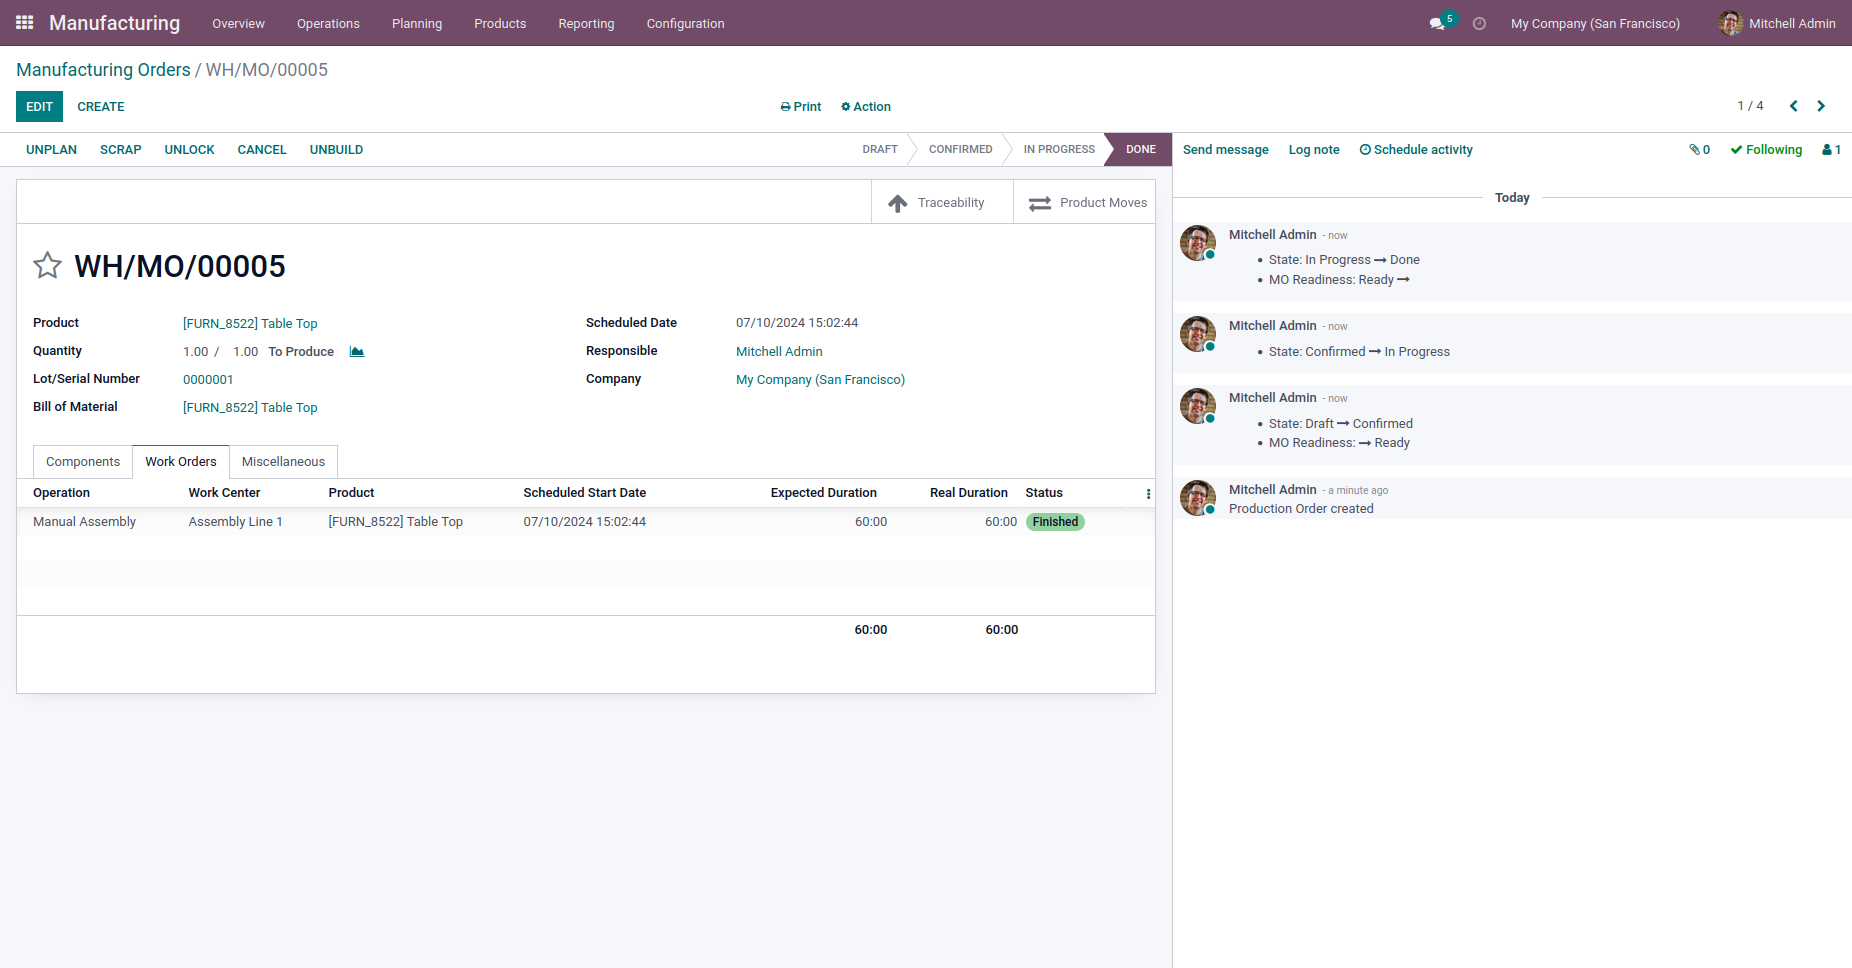 Manufacturing Overview Operations Planning Products Reporting Configuration 5 My Company (San Francisco) Mitchell Admin
Manufacturing Orders / WH/MO/00005
EDIT CREATE Print Action 1 / 4
UNPLAN SCRAP UNLOCK CANCEL UNBUILD DRAFT CONFIRMED IN PROGRESS DONE
Traceability Product Moves
WH/MO/00005
Product [FURN_8522] Table Top Scheduled Date 07/10/2024 15:02:44
Quantity 1.00 / 1.00 To Produce Responsible Mitchell Admin
Lot/Serial Number 0000001 Company My Company (San Francisco)
Bill of Material [FURN_8522] Table Top
Components Work Orders Miscellaneous
Operation Work Center Product Scheduled Start Date Expected Duration Real Duration Status
Manual Assembly Assembly Line 1 [FURN_8522] Table Top 07/10/2024 15:02:44 60:00 60:00 Finished
60:00 60:00
Send message Log note Schedule activity 0 Following 1
Today
Mitchell Admin - now
• State: In Progress → Done
• MO Readiness: Ready →
Mitchell Admin - now
• State: Confirmed → In Progress
Mitchell Admin - now
• State: Draft → Confirmed
• MO Readiness: → Ready
Mitchell Admin - a minute ago
Production Order created